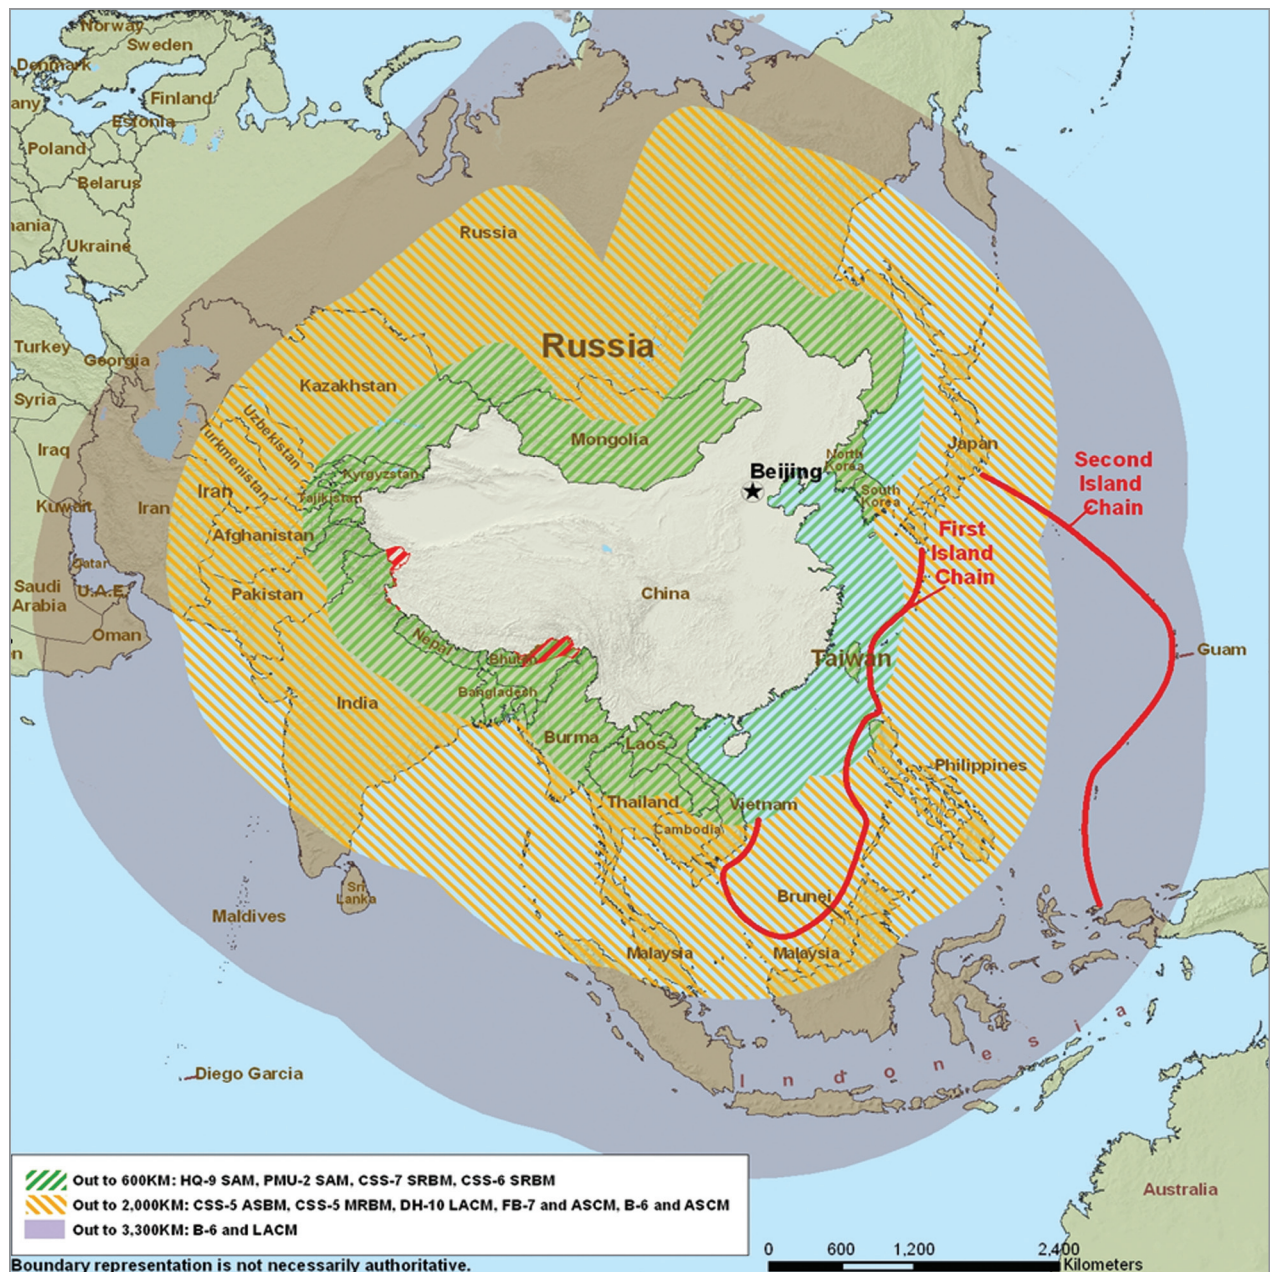 Norway
Sweden
Denmark
any
Finland
Estonia
Poland
Belarus
ania
Ukraine
Russia
Turkey
Georgia
Russia
Syria
Kazakhstan
Uzbekistan
Turkmenistan
Mongolia
Japan
North
Korea
Beijing
Second
Island
Chain
Iraq
Kyrgyzstan
Iran
Tajikistan
South
Korea
Kuwait
Iran
First
Island
Chain
Afghanistan
Qatar
Saudi
Arabia
U.A.E.
Pakistan
China
Oman
Nepal
n
Bhutan
Taiwan
Guam
Bangladesh
India
Burma
Laos
Philippines
Thailand
Vietnam
Cambodia
Sri
Lanka
Brunei
Maldives
Malaysia
Malaysia
Indonesia
Diego Garcia
Australia
Out to 600KM: HQ-9 SAM, PMU-2 SAM, CSS-7 SRBM, CSS-6 SRBM
Out to 2,000KM: CSS-5 ASBM, CSS-5 MRBM, DH-10 LACM, FB-7 and ASCM, B-6 and ASCM
Out to 3,300KM: B-6 and LACM
0 600 1,200 2,400
Kilometers
Boundary representation is not necessarily authoritative.